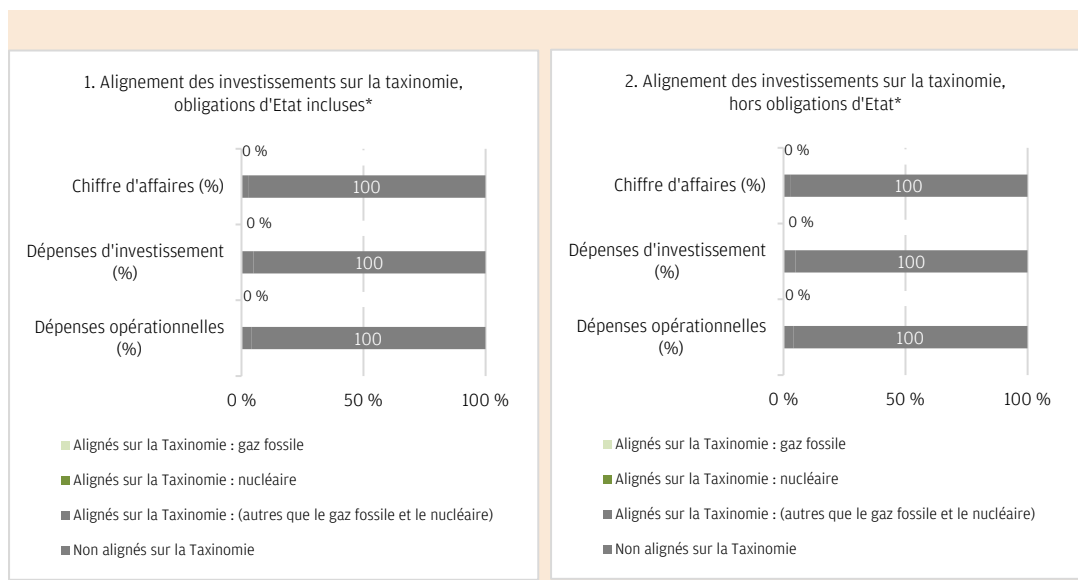 1. Alignement des investissements sur la taxinomie,
obligations d'Etat incluses*
0 %
Chiffre d'affaires (%)
100
0 %
Dépenses d'investissement
(%)
100
0 %
Dépenses opérationnelles
(%)
100
0 %
50 %
100 %
Alignés sur la Taxinomie : gaz fossile
Alignés sur la Taxinomie : nucléaire
Alignés sur la Taxinomie : (autres que le gaz fossile et le nucléaire)
Non alignés sur la Taxinomie
2. Alignement des investissements sur la taxinomie,
hors obligations d'Etat*
0 %
Chiffre d'affaires (%)
100
0 %
Dépenses d'investissement
(%)
100
0 %
Dépenses opérationnelles
(%)
100
0 %
50 %
100 %
Alignés sur la Taxinomie : gaz fossile
Alignés sur la Taxinomie : nucléaire
Alignés sur la Taxinomie : (autres que le gaz fossile et le nucléaire)
Non alignés sur la Taxinomie